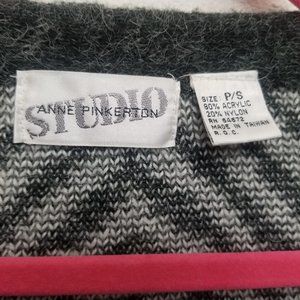 STUDIO
ANNE PINKERTON
SIZE: P/S
80% ACRYLIC
20% NYLON
RN 54872
MADE IN TAIWAN
R.O.C.